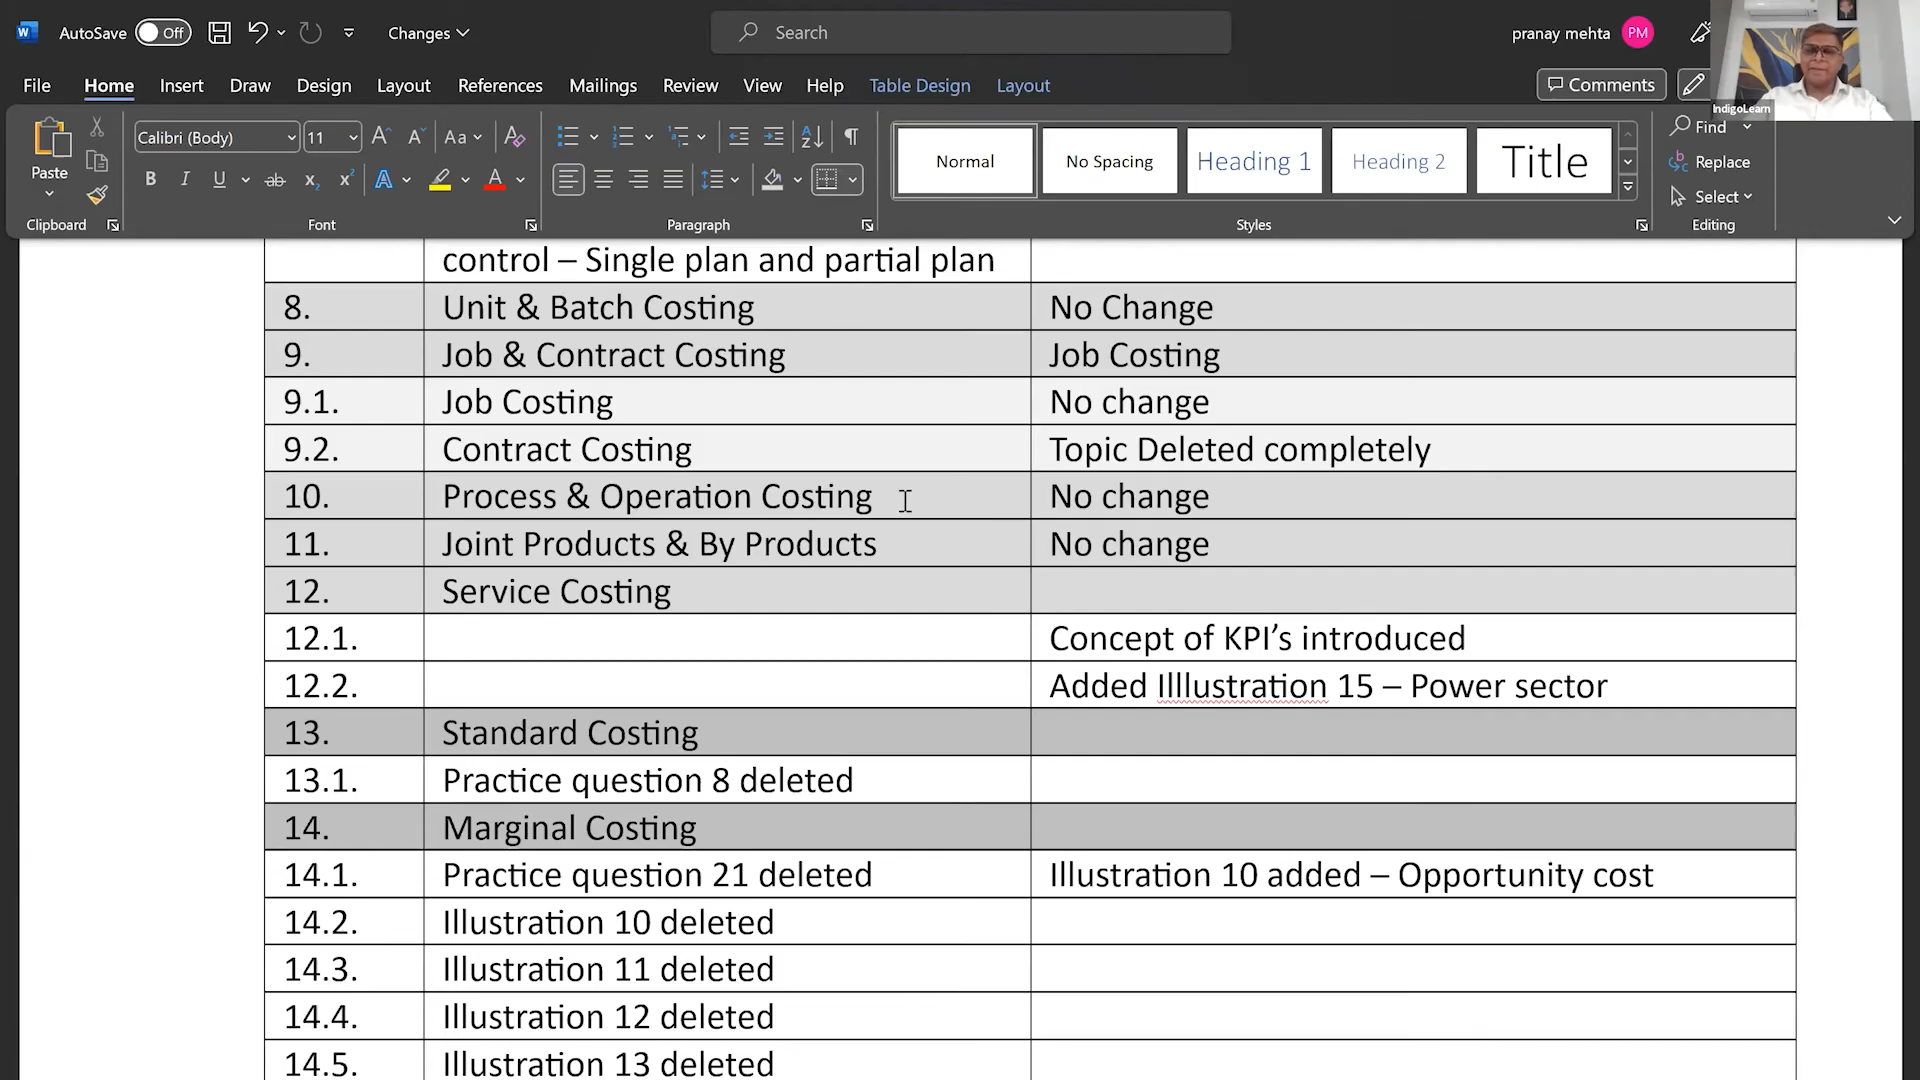 AutoSave Off Changes Search pranay mehta PM
File Home Insert Draw Design Layout References Mailings Review View Help Table Design Layout Comments
IndigoLearn
Paste Calibri (Body) 11 Aa Normal No Spacing Heading 1 Heading 2 Title Find
Replace
Select
Clipboard Font Paragraph Styles Editing
control – Single plan and partial plan
8. Unit & Batch Costing No Change
9. Job & Contract Costing Job Costing
9.1. Job Costing No change
9.2. Contract Costing Topic Deleted completely
10. Process & Operation Costing No change
11. Joint Products & By Products No change
12. Service Costing
12.1. Concept of KPI’s introduced
12.2. Added Illlustration 15 – Power sector
13. Standard Costing
13.1. Practice question 8 deleted
14. Marginal Costing
14.1. Practice question 21 deleted Illustration 10 added – Opportunity cost
14.2. Illustration 10 deleted
14.3. Illustration 11 deleted
14.4. Illustration 12 deleted
14.5. Illustration 13 deleted